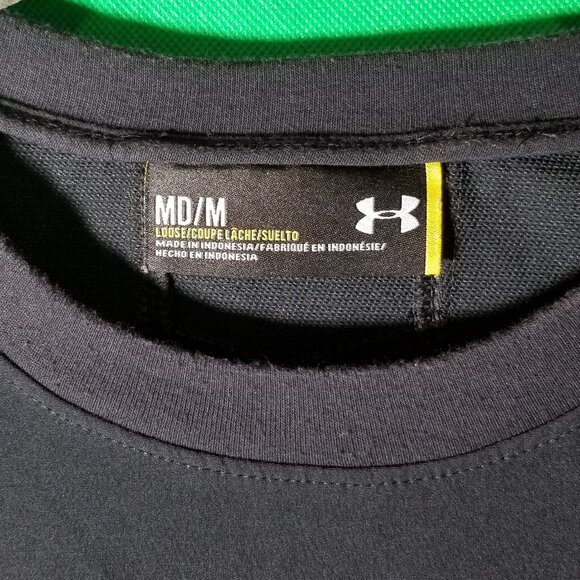 MD/M
LOOSE/COUPE LÂCHE/SUELTO
MADE IN INDONESIA/FABRIQUÉ EN INDONÉSIE/
HECHO EN INDONESIA